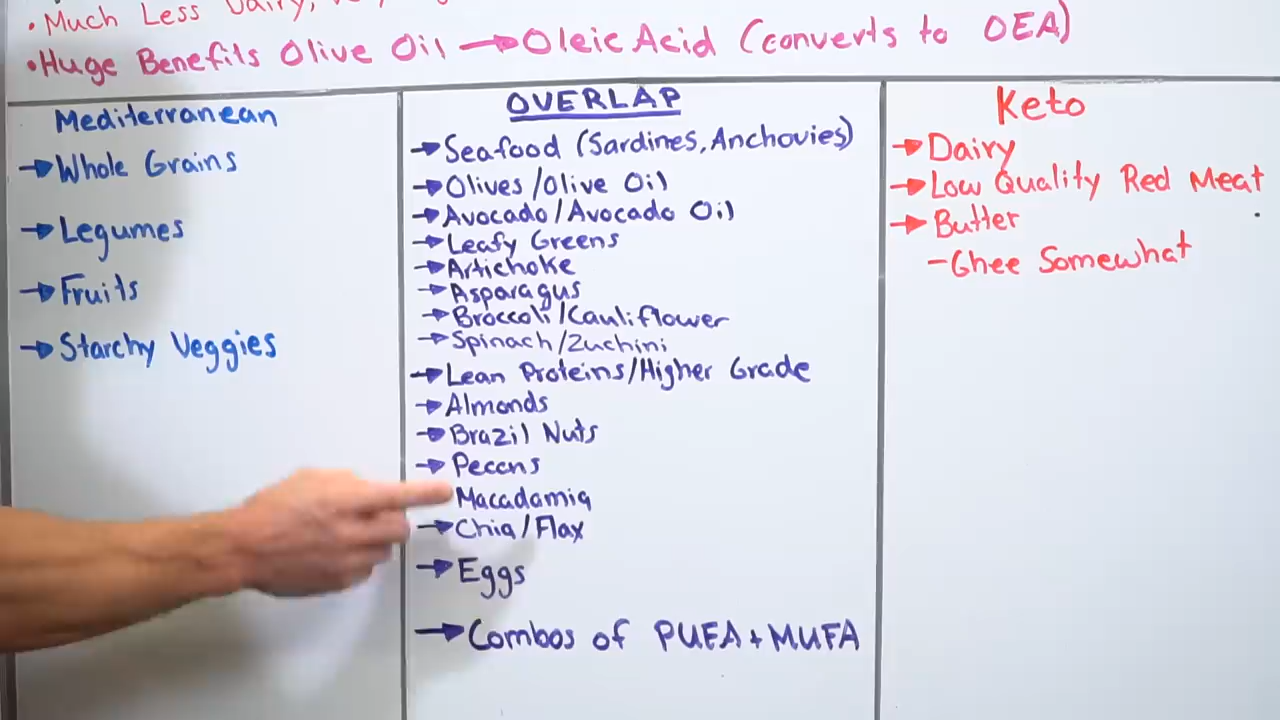 • Much Less Dairy,
• Huge Benefits Olive Oil → Oleic Acid (converts to OEA)
Mediterranean
→ Whole Grains
→ Legumes
→ Fruits
→ Starchy Veggies
OVERLAP
→ Seafood (Sardines, Anchovies)
→ Olives/Olive Oil
→ Avocado/Avocado Oil
→ Leafy Greens
→ Artichoke
→ Asparagus
→ Broccoli/Cauliflower
→ Spinach/Zuchini
→ Lean Proteins/Higher Grade
→ Almonds
→ Brazil Nuts
→ Pecans
Macadamia
→ Chia/Flax
→ Eggs
→ Combos of PUFA + MUFA
Keto
→ Dairy
→ Low Quality Red Meat
→ Butter
- Ghee Somewhat